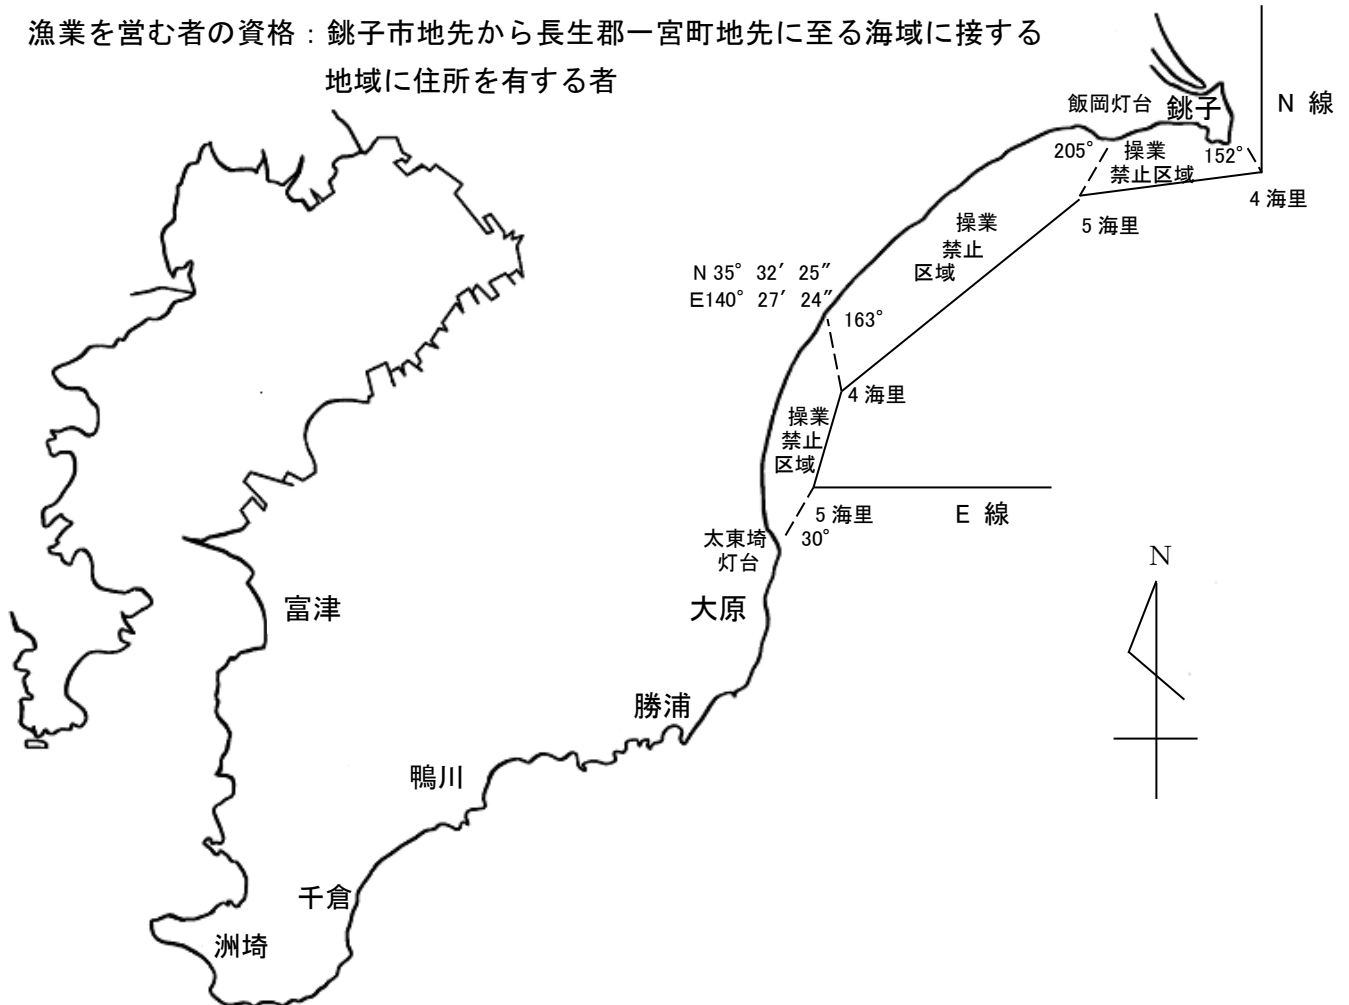 漁業を営む者の資格：銚子市地先から長生郡一宮町地先に至る海域に接する
地域に住所を有する者
飯岡灯台
銚子
N 線
205°
操業
禁止区域
152°
4 海里
5 海里
操業
禁止
区域
N 35° 32′ 25″
E140° 27′ 24″
163°
4 海里
操業
禁止
区域
5 海里
E 線
太東埼
灯台
30°
N
富津
大原
勝浦
鴨川
千倉
洲埼